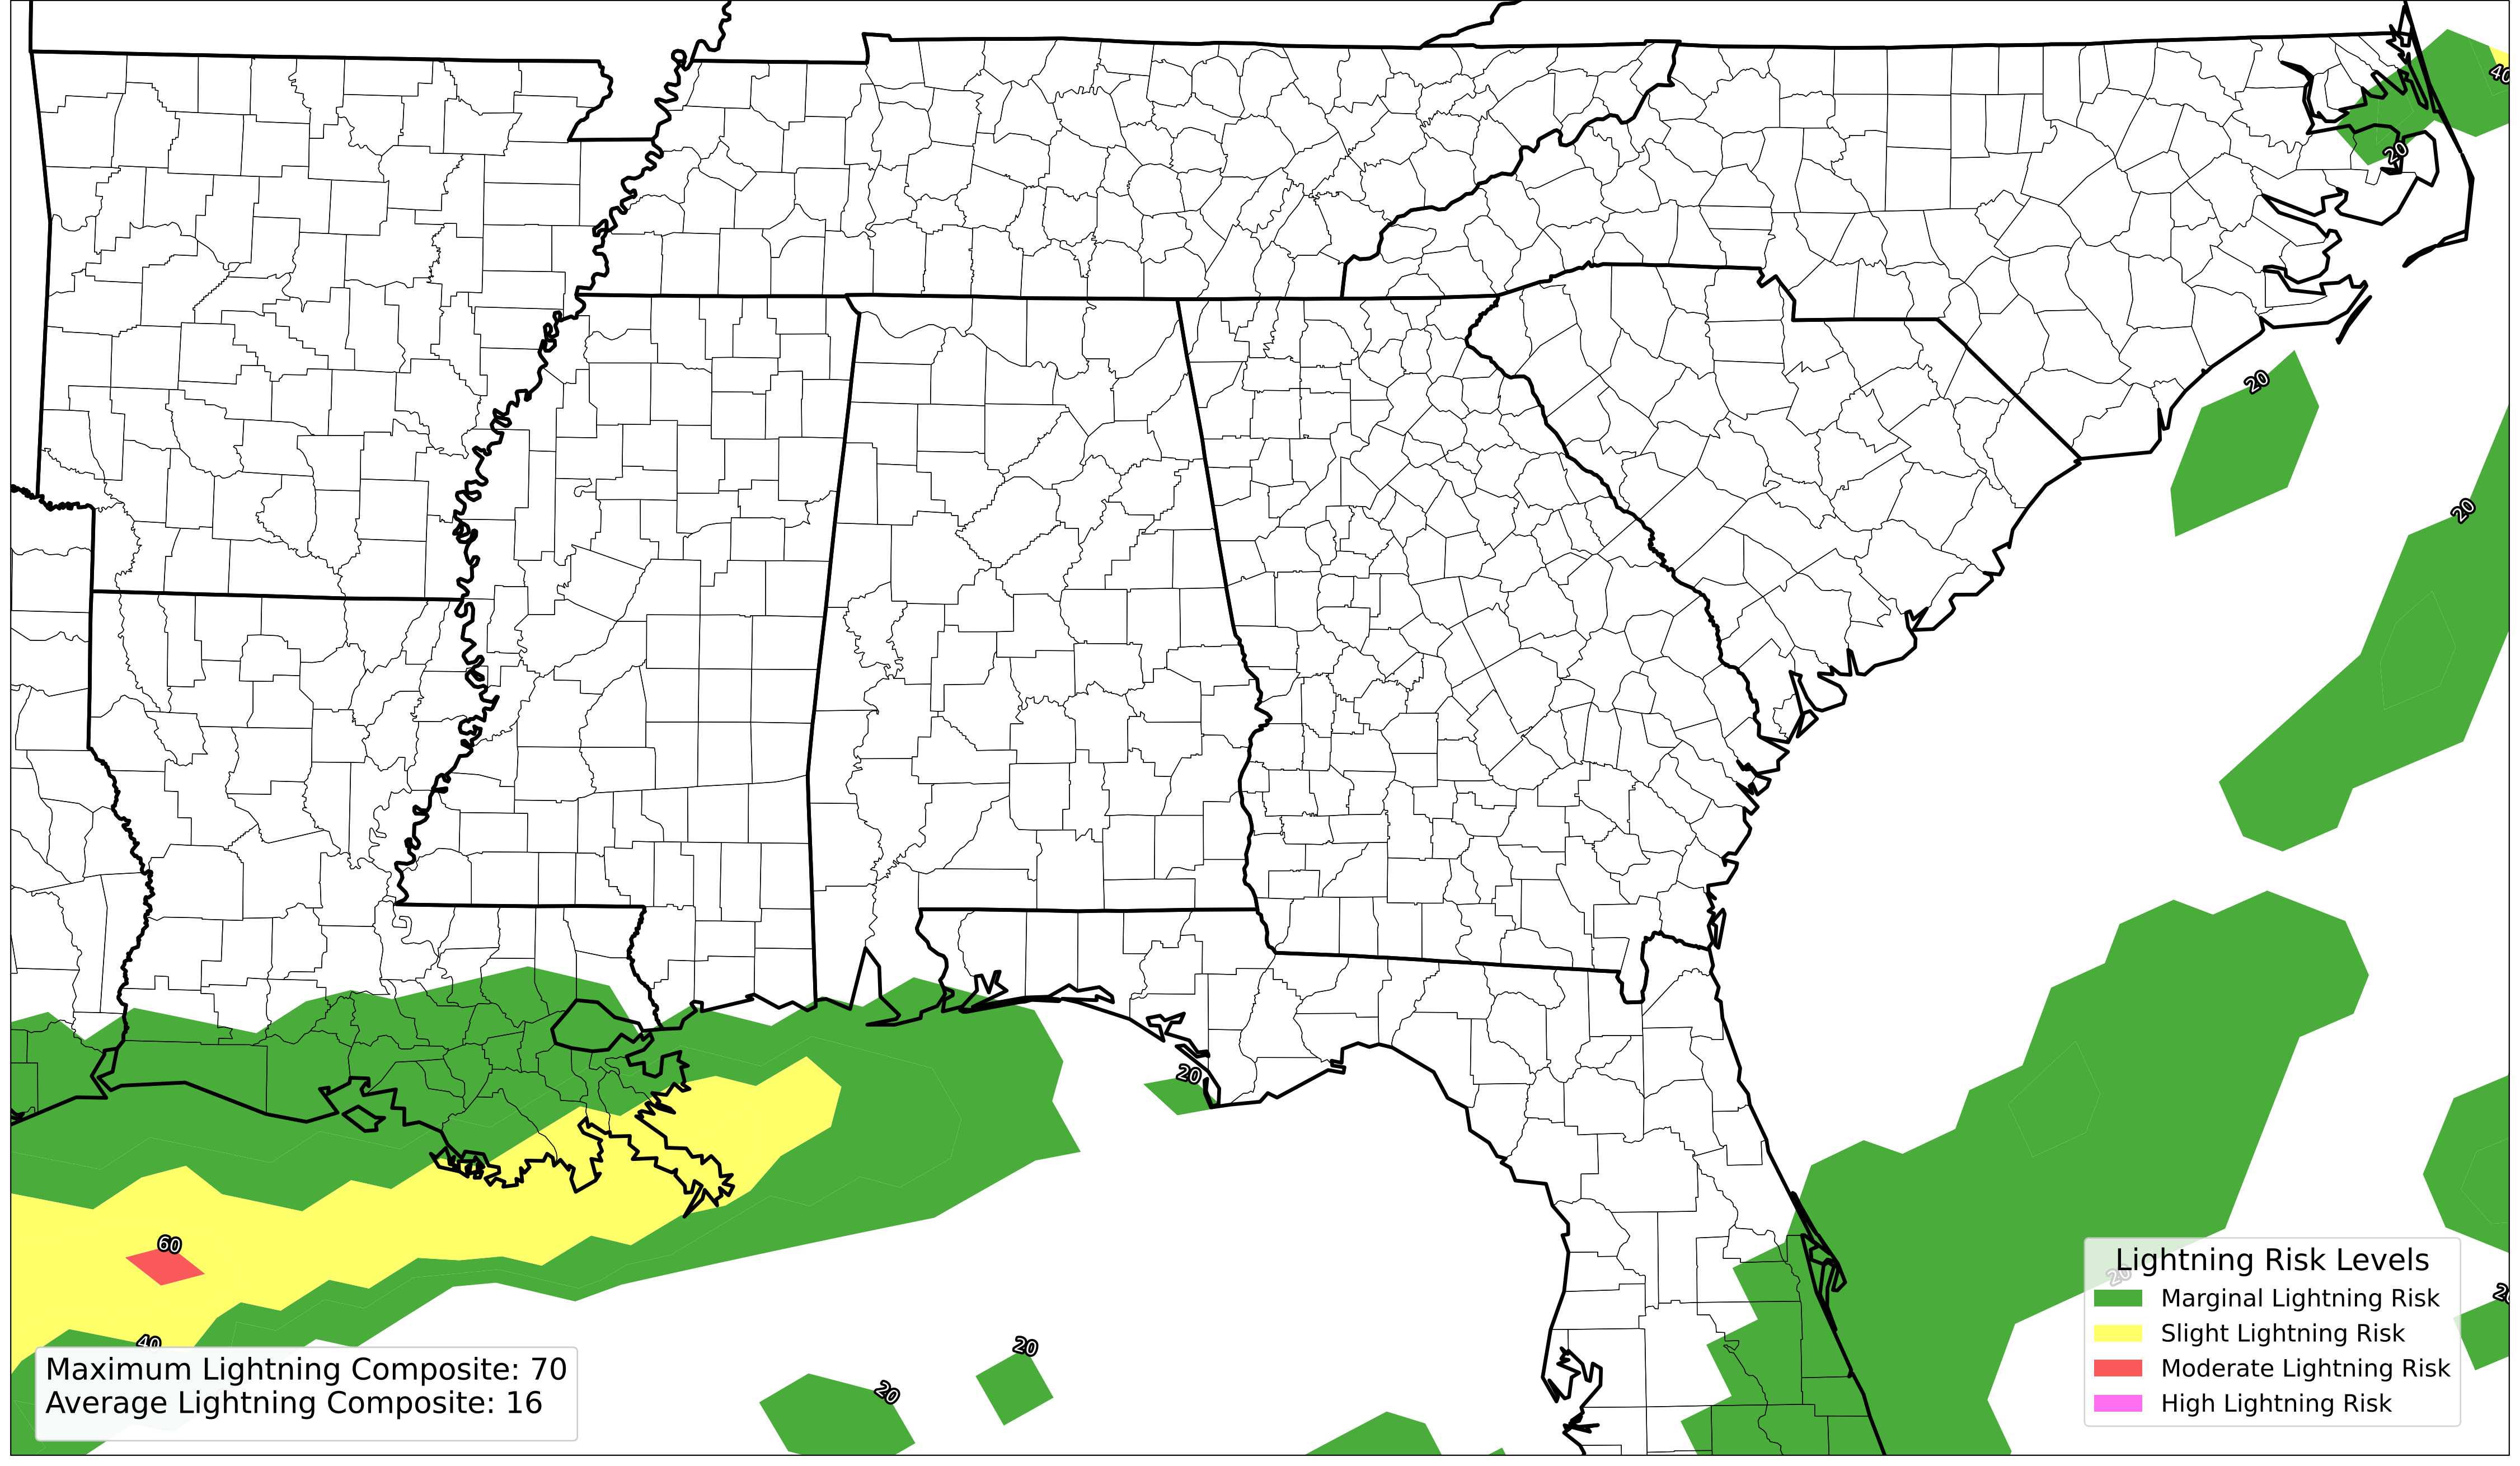 40
20
20
20
20
60
40
20
20
20
20
Maximum Lightning Composite: 70
Average Lightning Composite: 16
Lightning Risk Levels
Marginal Lightning Risk
Slight Lightning Risk
Moderate Lightning Risk
High Lightning Risk